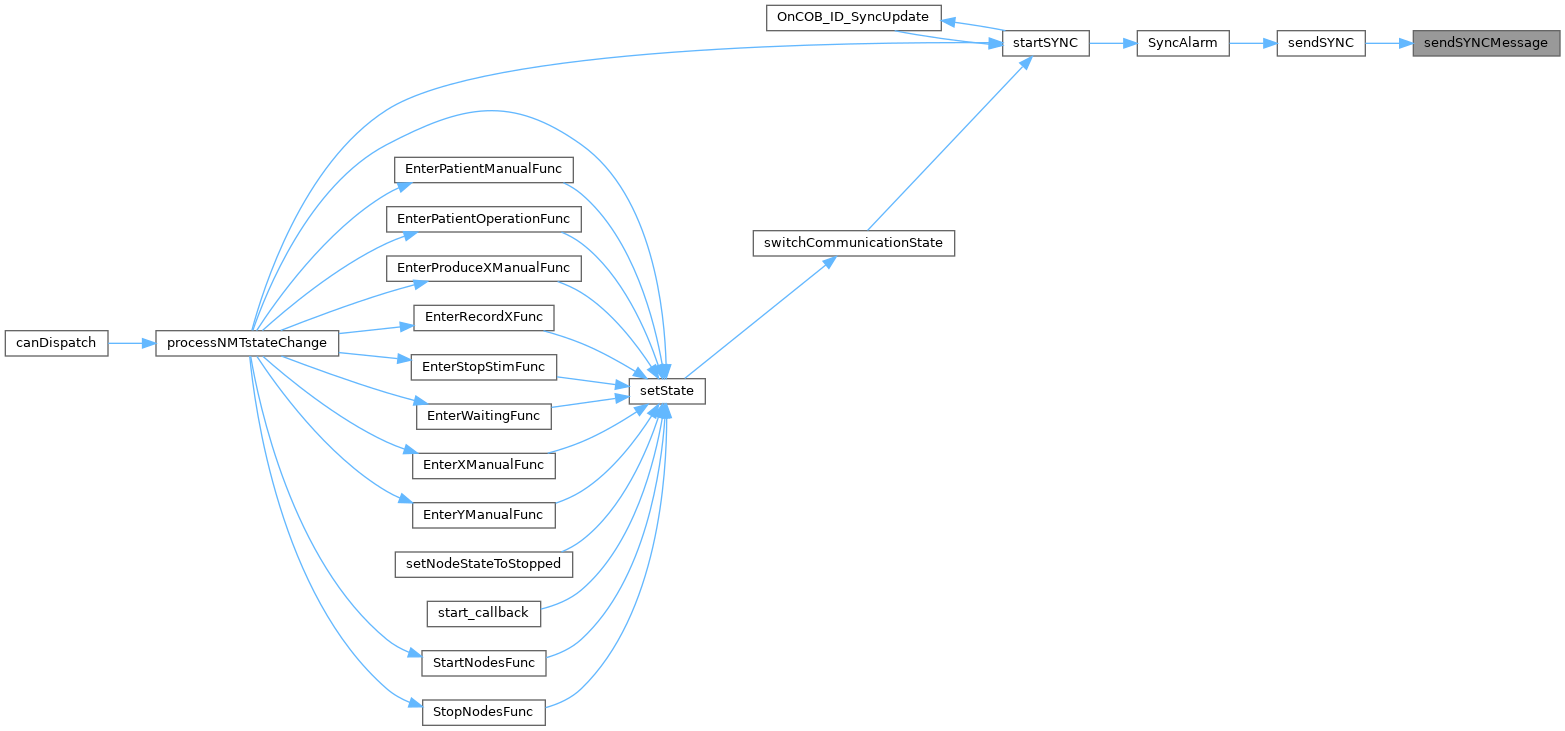 OnCOB_ID_SyncUpdate
startSYNC
SyncAlarm
sendSYNC
sendSYNCMessage
EnterPatientManualFunc
EnterPatientOperationFunc
switchCommunicationState
EnterProduceXManualFunc
EnterRecordXFunc
canDispatch
processNMTstateChange
EnterStopStimFunc
setState
EnterWaitingFunc
EnterXManualFunc
EnterYManualFunc
setNodeStateToStopped
start_callback
StartNodesFunc
StopNodesFunc